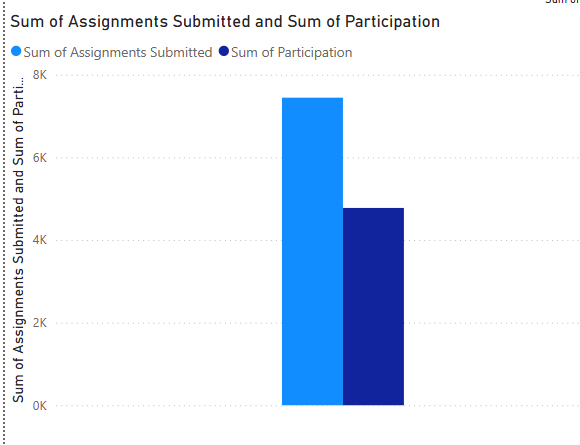 Sum of Assignments Submitted and Sum of Participation
Sum of Assignments Submitted Sum of Participation
Sum of Assignments Submitted and Sum of Parti...
8K
6K
4K
2K
0K